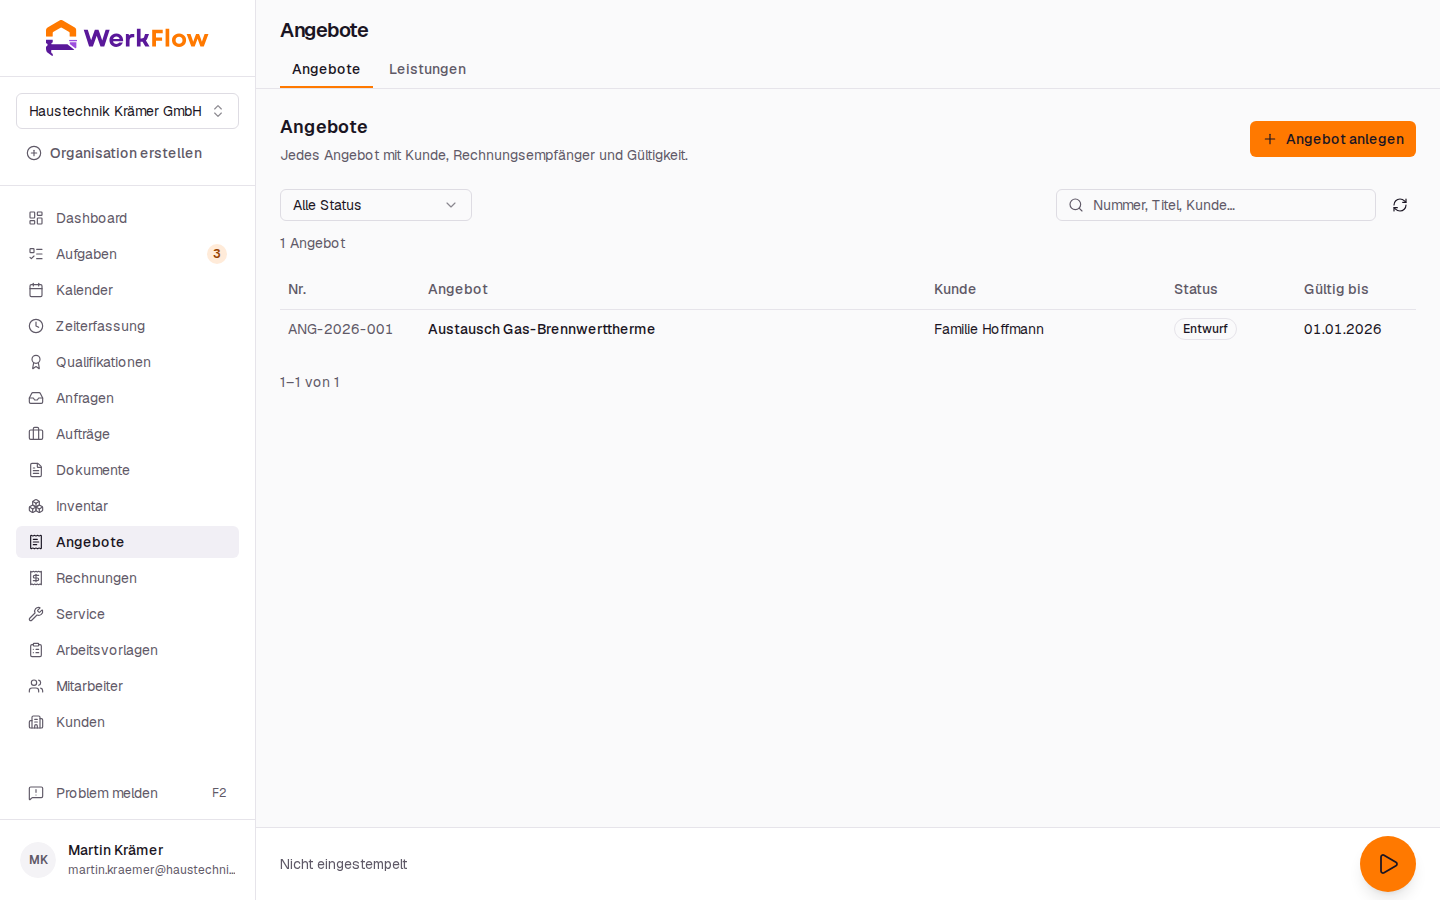 WerkFlow
Haustechnik Krämer GmbH
Organisation erstellen
Dashboard
Aufgaben 3
Kalender
Zeiterfassung
Qualifikationen
Anfragen
Aufträge
Dokumente
Inventar
Angebote
Rechnungen
Service
Arbeitsvorlagen
Mitarbeiter
Kunden
Problem melden F2
MK
Martin Krämer
martin.kraemer@haustechni...
Angebote
Angebote Leistungen
Angebote
Jedes Angebot mit Kunde, Rechnungsempfänger und Gültigkeit.
Angebot anlegen
Alle Status
Nummer, Titel, Kunde...
1 Angebot
Nr. Angebot Kunde Status Gültig bis
ANG-2026-001 Austausch Gas-Brennwerttherme Familie Hoffmann Entwurf 01.01.2026
1–1 von 1
Nicht eingestempelt